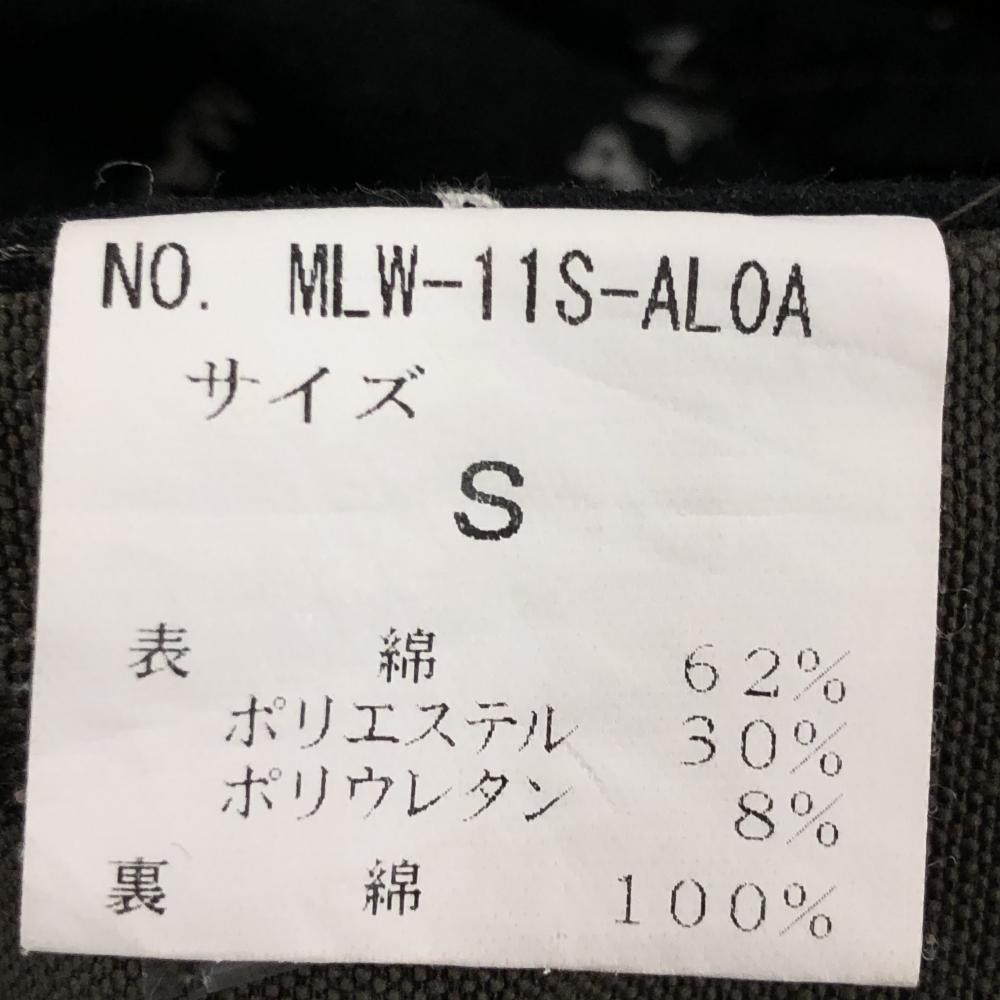 NO. MLW-11S-ALOA
サイズ
S
表 綿 62%
ポリエステル 30%
ポリウレタン 8%
裏 綿 100%